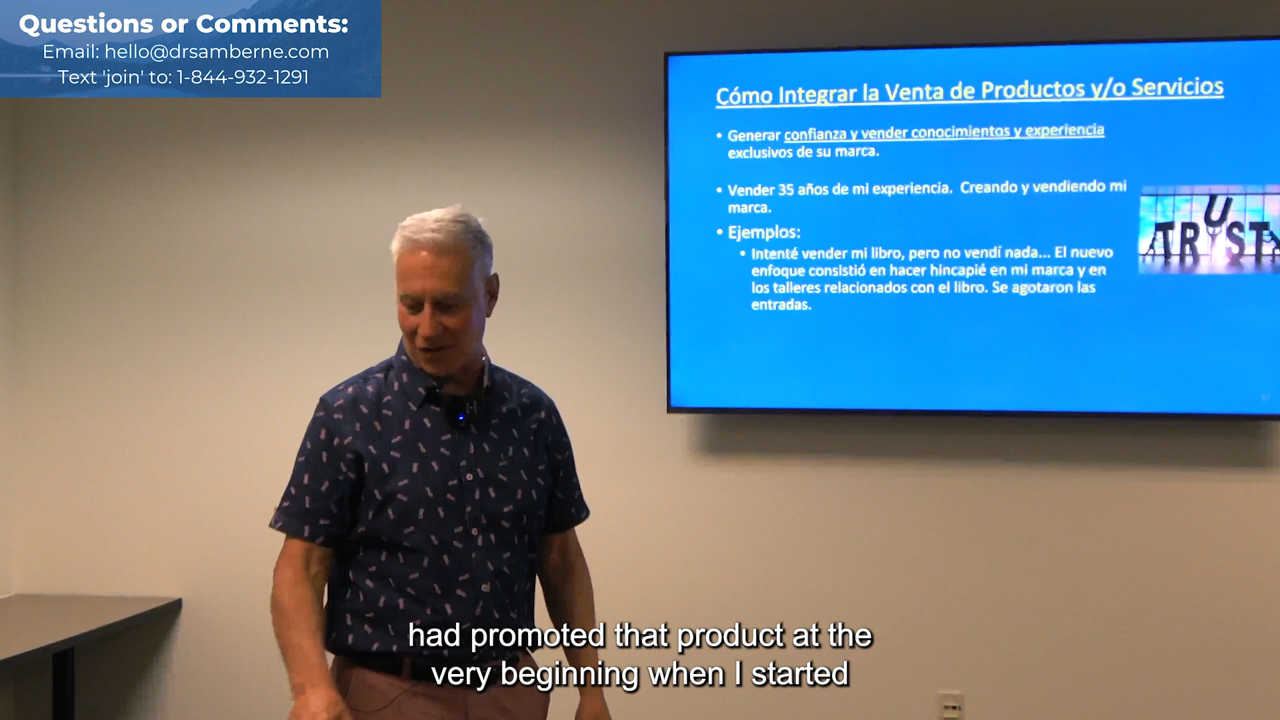 Questions or Comments:
Email: hello@drsamberne.com
Text 'join' to: 1-844-932-1291
Cómo Integrar la Venta de Productos y/o Servicios
• Generar confianza y vender conocimientos y experiencia
exclusivos de su marca.
• Vender 35 años de mi experiencia. Creando y vendiendo mi
marca.
• Ejemplos:
• Intenté vender mi libro, pero no vendí nada... El nuevo
enfoque consistió en hacer hincapié en mi marca y en
los talleres relacionados con el libro. Se agotaron las
entradas.
TRUST
had promoted that product at the
very beginning when I started